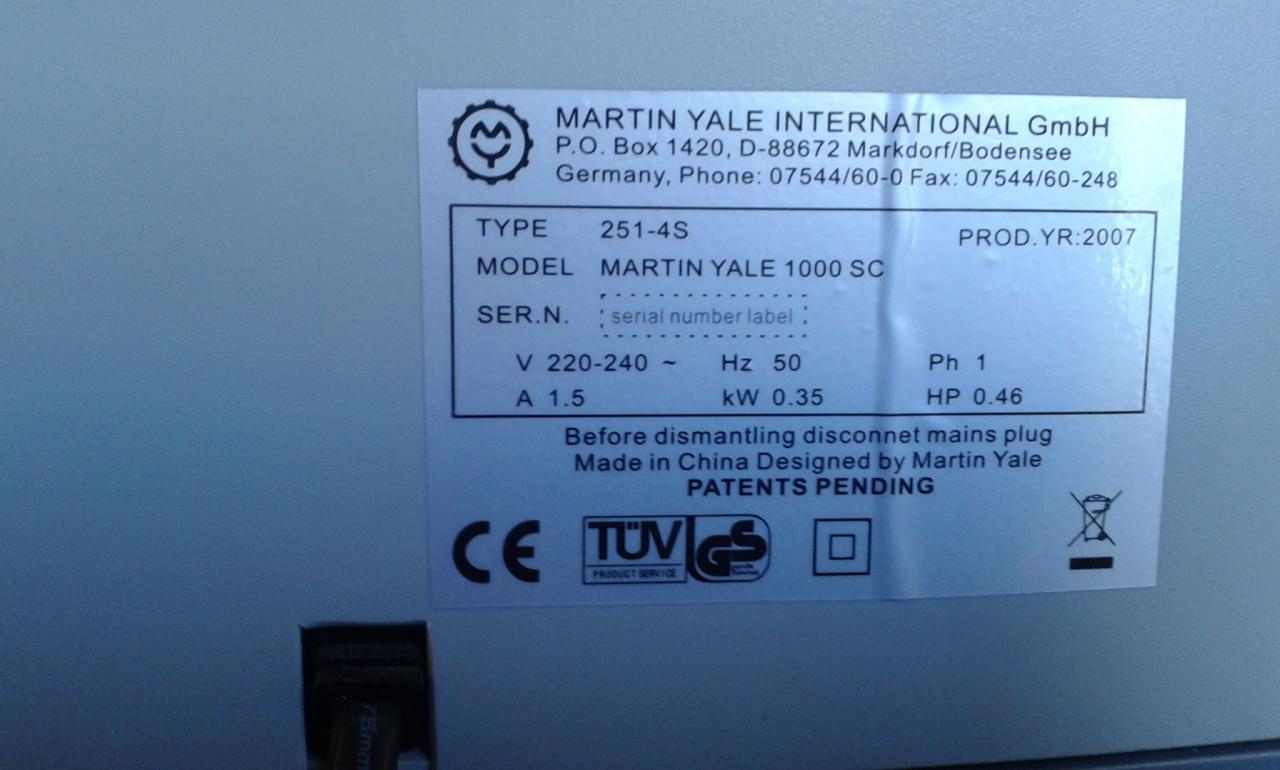 MARTIN YALE INTERNATIONAL GmbH
P.O. Box 1420, D-88672 Markdorf/Bodensee
Germany, Phone: 07544/60-0 Fax: 07544/60-248
TYPE 251-4S PROD.YR:2007
MODEL MARTIN YALE 1000 SC
SER.N. serial number label
V 220-240 ~ Hz 50 Ph 1
A 1.5 kW 0.35 HP 0.46
Before dismantling disconnet mains plug
Made in China Designed by Martin Yale
PATENTS PENDING
CE TÜV GS
PRODUCT SERVICE geprüfte Sicherheit
75mm